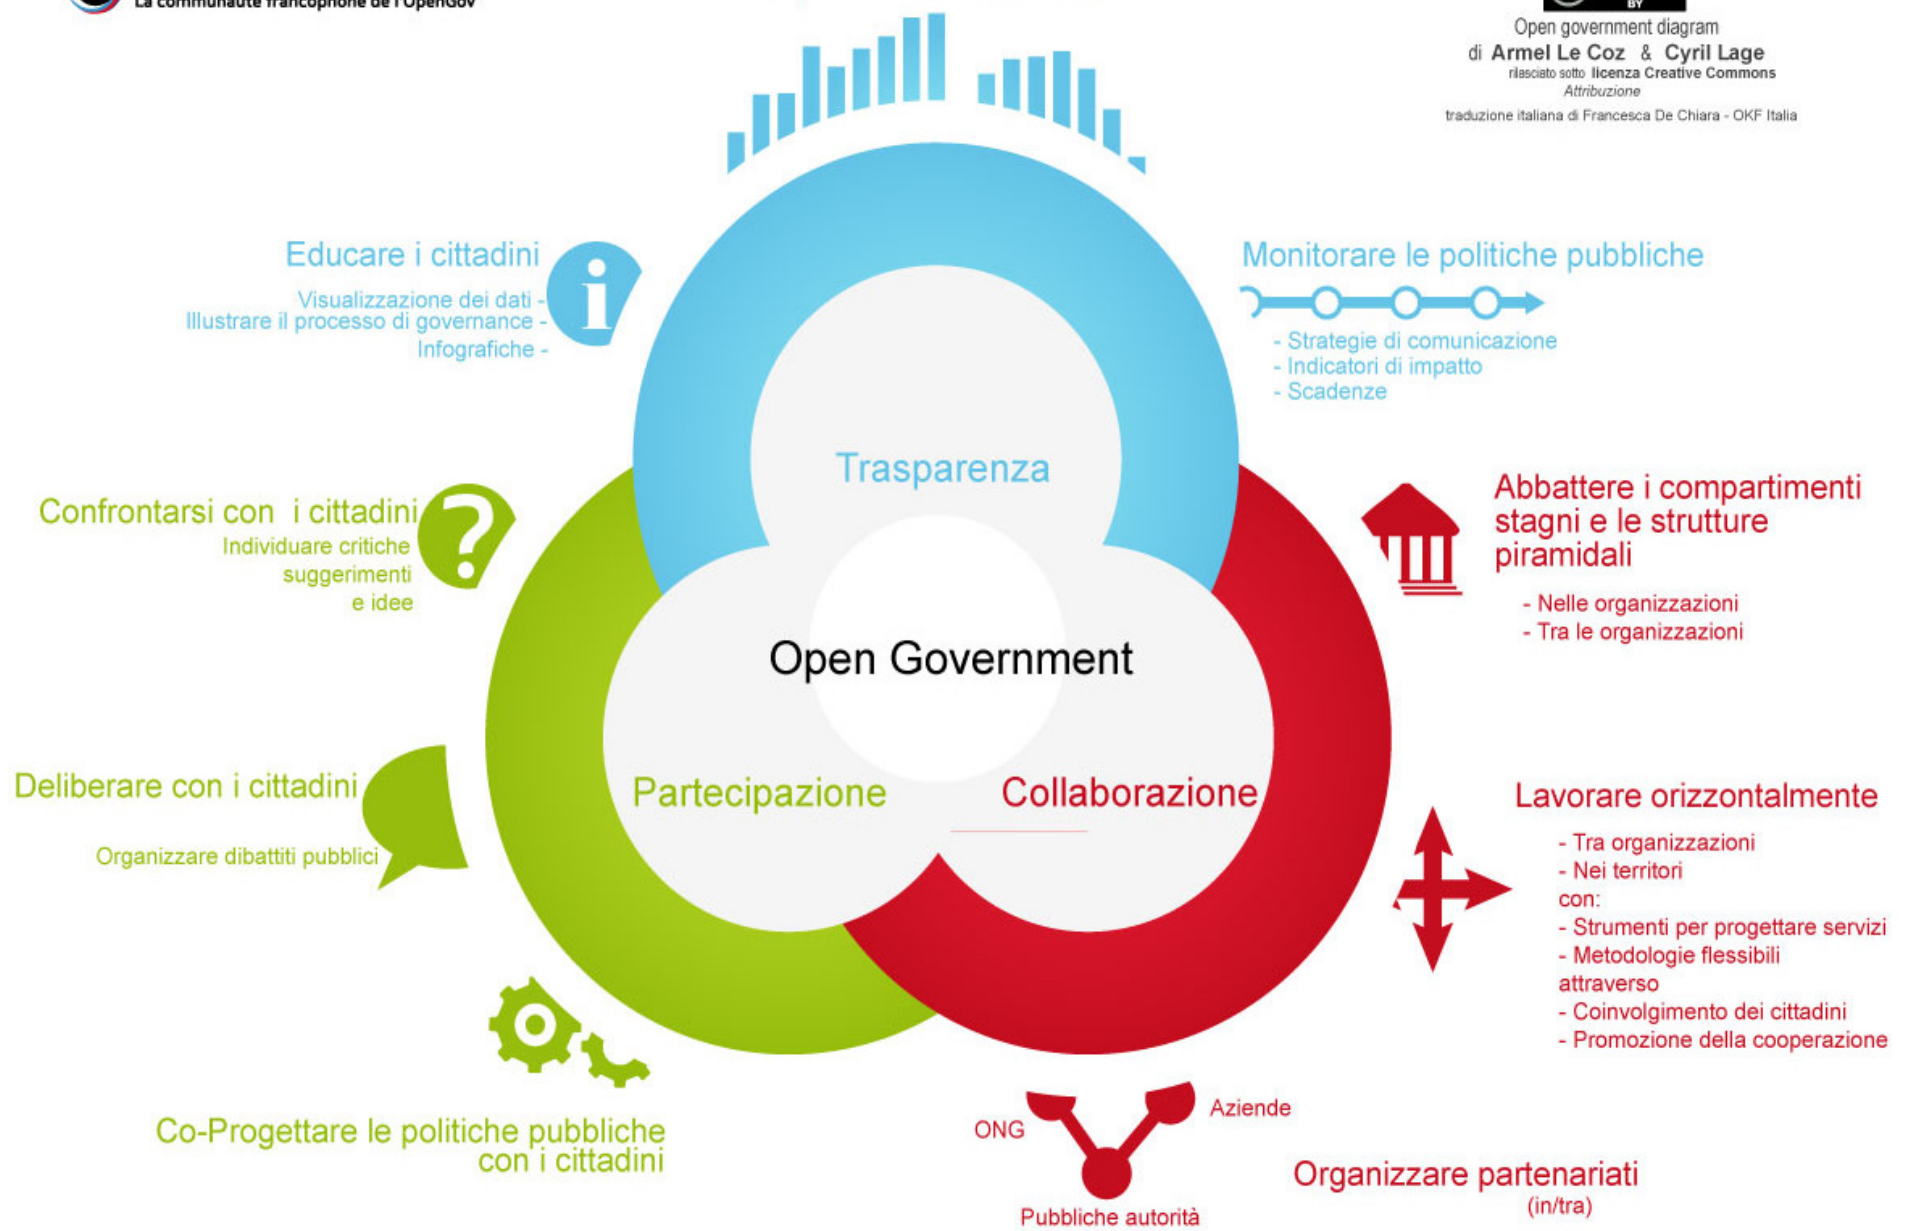 La communauté francophone de l'OpenGov
BY
Open government diagram
di Armel Le Coz & Cyril Lage
rilasciato sotto licenza Creative Commons
Attribuzione
traduzione italiana di Francesca De Chiara - OKF Italia
Educare i cittadini
Visualizzazione dei dati -
Illustrare il processo di governance -
Infografiche -
i
Monitorare le politiche pubbliche
- Strategie di comunicazione
- Indicatori di impatto
- Scadenze
Trasparenza
Confrontarsi con i cittadini
Individuare critiche
suggerimenti
e idee
?
Abbattere i compartimenti
stagni e le strutture
piramidali
- Nelle organizzazioni
- Tra le organizzazioni
Open Government
Partecipazione
Collaborazione
Deliberare con i cittadini
Organizzare dibattiti pubblici
Lavorare orizzontalmente
- Tra organizzazioni
- Nei territori
con:
- Strumenti per progettare servizi
- Metodologie flessibili
attraverso
- Coinvolgimento dei cittadini
- Promozione della cooperazione
Co-Progettare le politiche pubbliche
con i cittadini
ONG
Aziende
Pubbliche autorità
Organizzare partenariati
(in/tra)